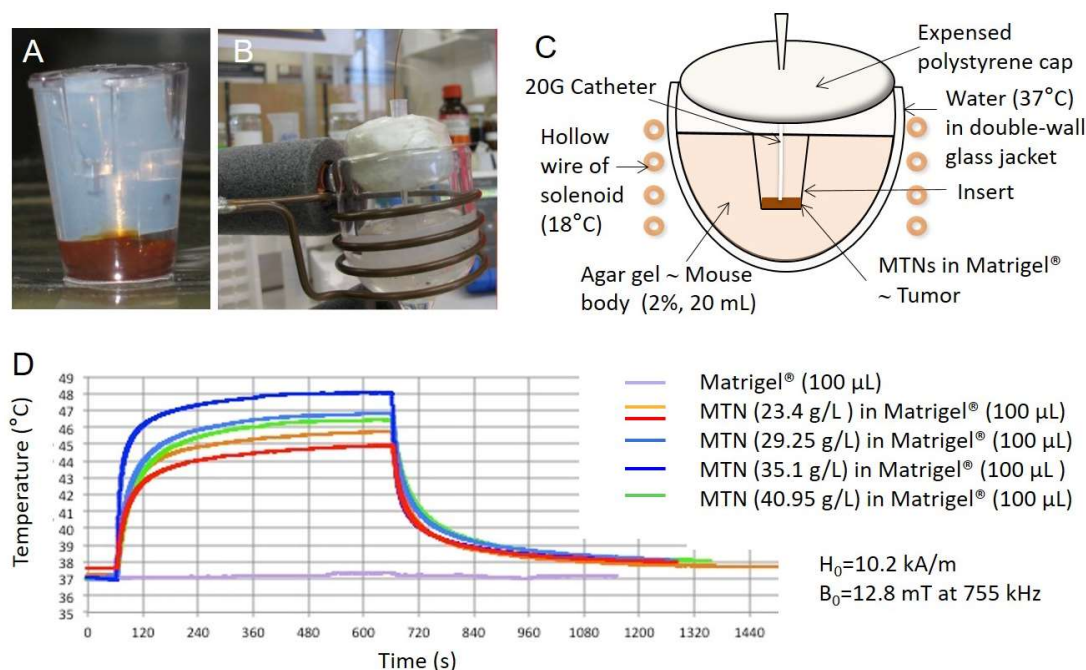 A
B
C
Expensed
polystyrene cap
20G Catheter
Water (37°C)
in double-wall
glass jacket
Hollow
wire of
solenoid
(18°C)
Insert
Agar gel ~ Mouse
body (2%, 20 mL)
MTNs in Matrigel®
~ Tumor
D
Temperature (°C)
49
48
47
46
45
44
43
42
41
40
39
38
37
36
35
0
120
240
360
480
600
720
840
960
1080
1200
1320
1440
Time (s)
Matrigel® (100 µL)
MTN (23.4 g/L ) in Matrigel® (100 µL)
MTN (29.25 g/L) in Matrigel® (100 µL)
MTN (35.1 g/L) in Matrigel® (100 µL )
MTN (40.95 g/L) in Matrigel® (100 µL)
H₀=10.2 kA/m
B₀=12.8 mT at 755 kHz